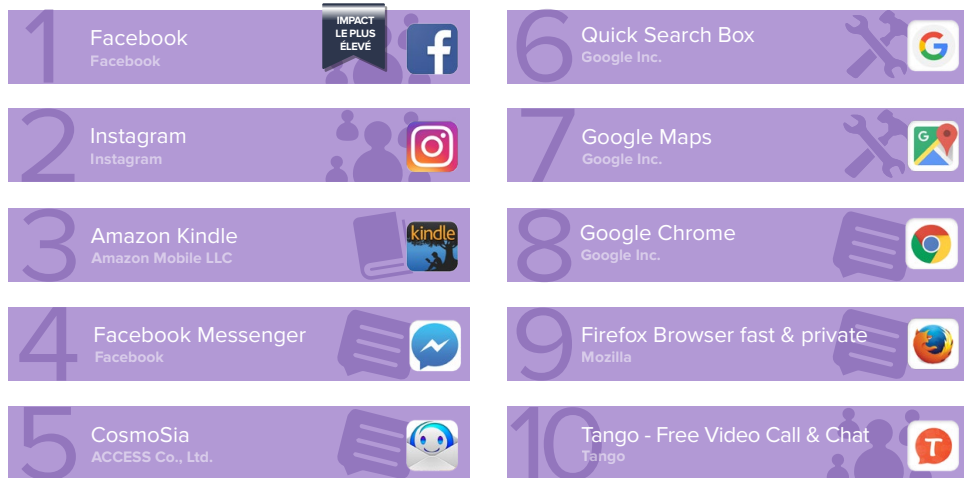 1
Facebook
Facebook
IMPACT
LE PLUS
ÉLEVÉ
2
Instagram
Instagram
3
Amazon Kindle
Amazon Mobile LLC
kindle
4
Facebook Messenger
Facebook
5
CosmoSia
ACCESS Co., Ltd.
6
Quick Search Box
Google Inc.
G
7
Google Maps
Google Inc.
G
8
Google Chrome
Google Inc.
9
Firefox Browser fast & private
Mozilla
10
Tango - Free Video Call & Chat
Tango
T